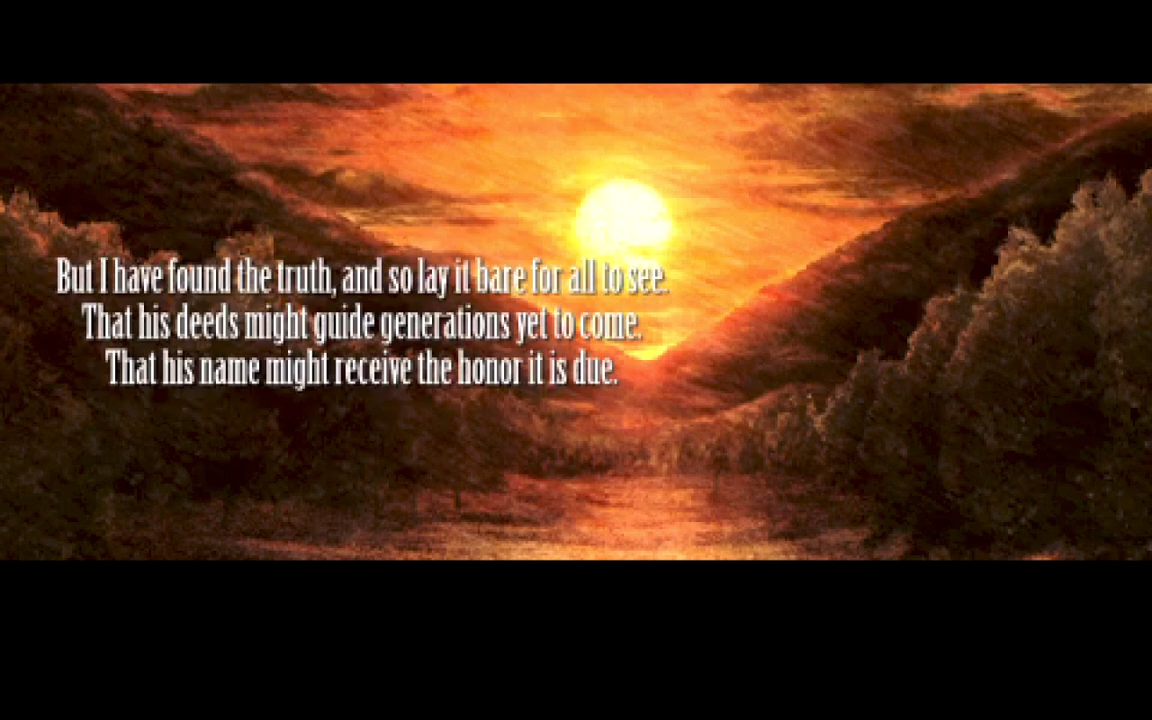 But I have found the truth, and so lay it bare for all to see.
That his deeds might guide generations yet to come.
That his name might receive the honor it is due.